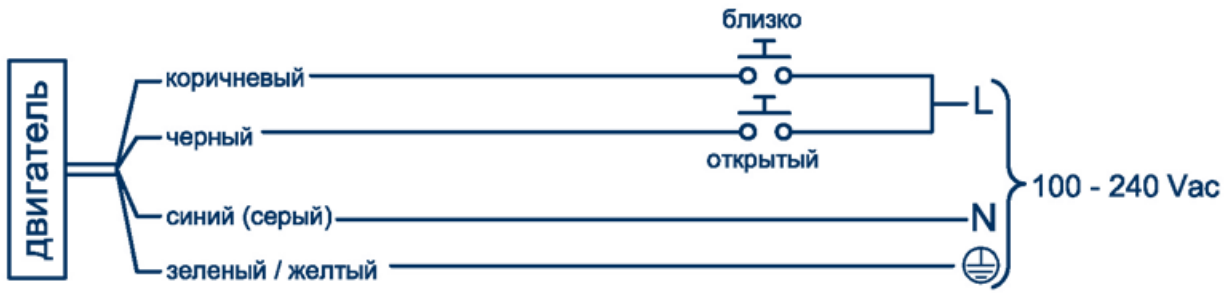 близко
двигатель
коричневый
L
черный
открытый
100 - 240 Vac
синий (серый)
N
зеленый / желтый